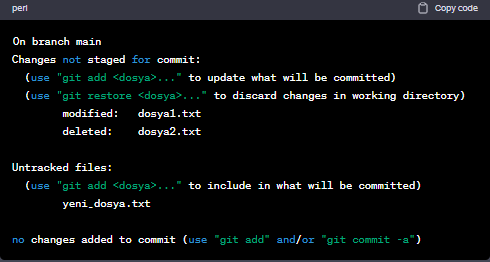 perl
Copy code
On branch main
Changes not staged for commit:
(use "git add <dosya>..." to update what will be committed)
(use "git restore <dosya>..." to discard changes in working directory)
modified:   dosya1.txt
deleted:    dosya2.txt
Untracked files:
(use "git add <dosya>..." to include in what will be committed)
yeni_dosya.txt
no changes added to commit (use "git add" and/or "git commit -a")